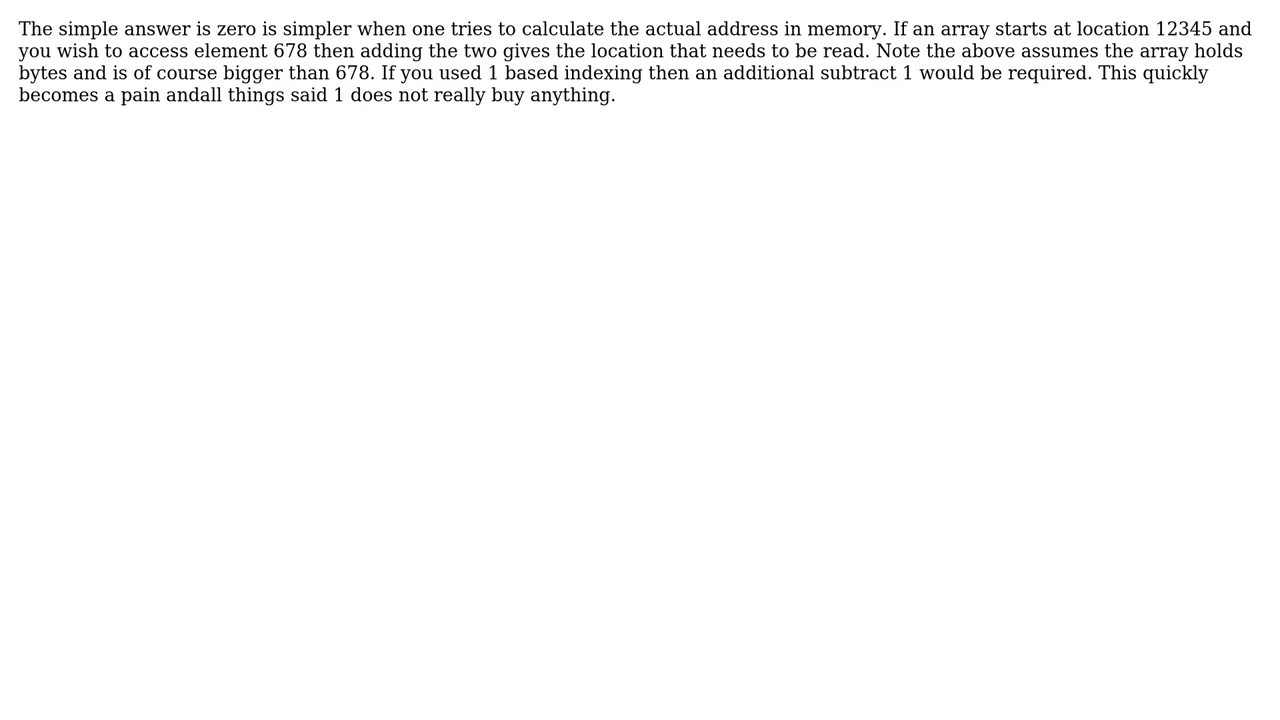 The simple answer is zero is simpler when one tries to calculate the actual address in memory. If an array starts at location 12345 and
you wish to access element 678 then adding the two gives the location that needs to be read. Note the above assumes the array holds
bytes and is of course bigger than 678. If you used 1 based indexing then an additional subtract 1 would be required. This quickly
becomes a pain andall things said 1 does not really buy anything.